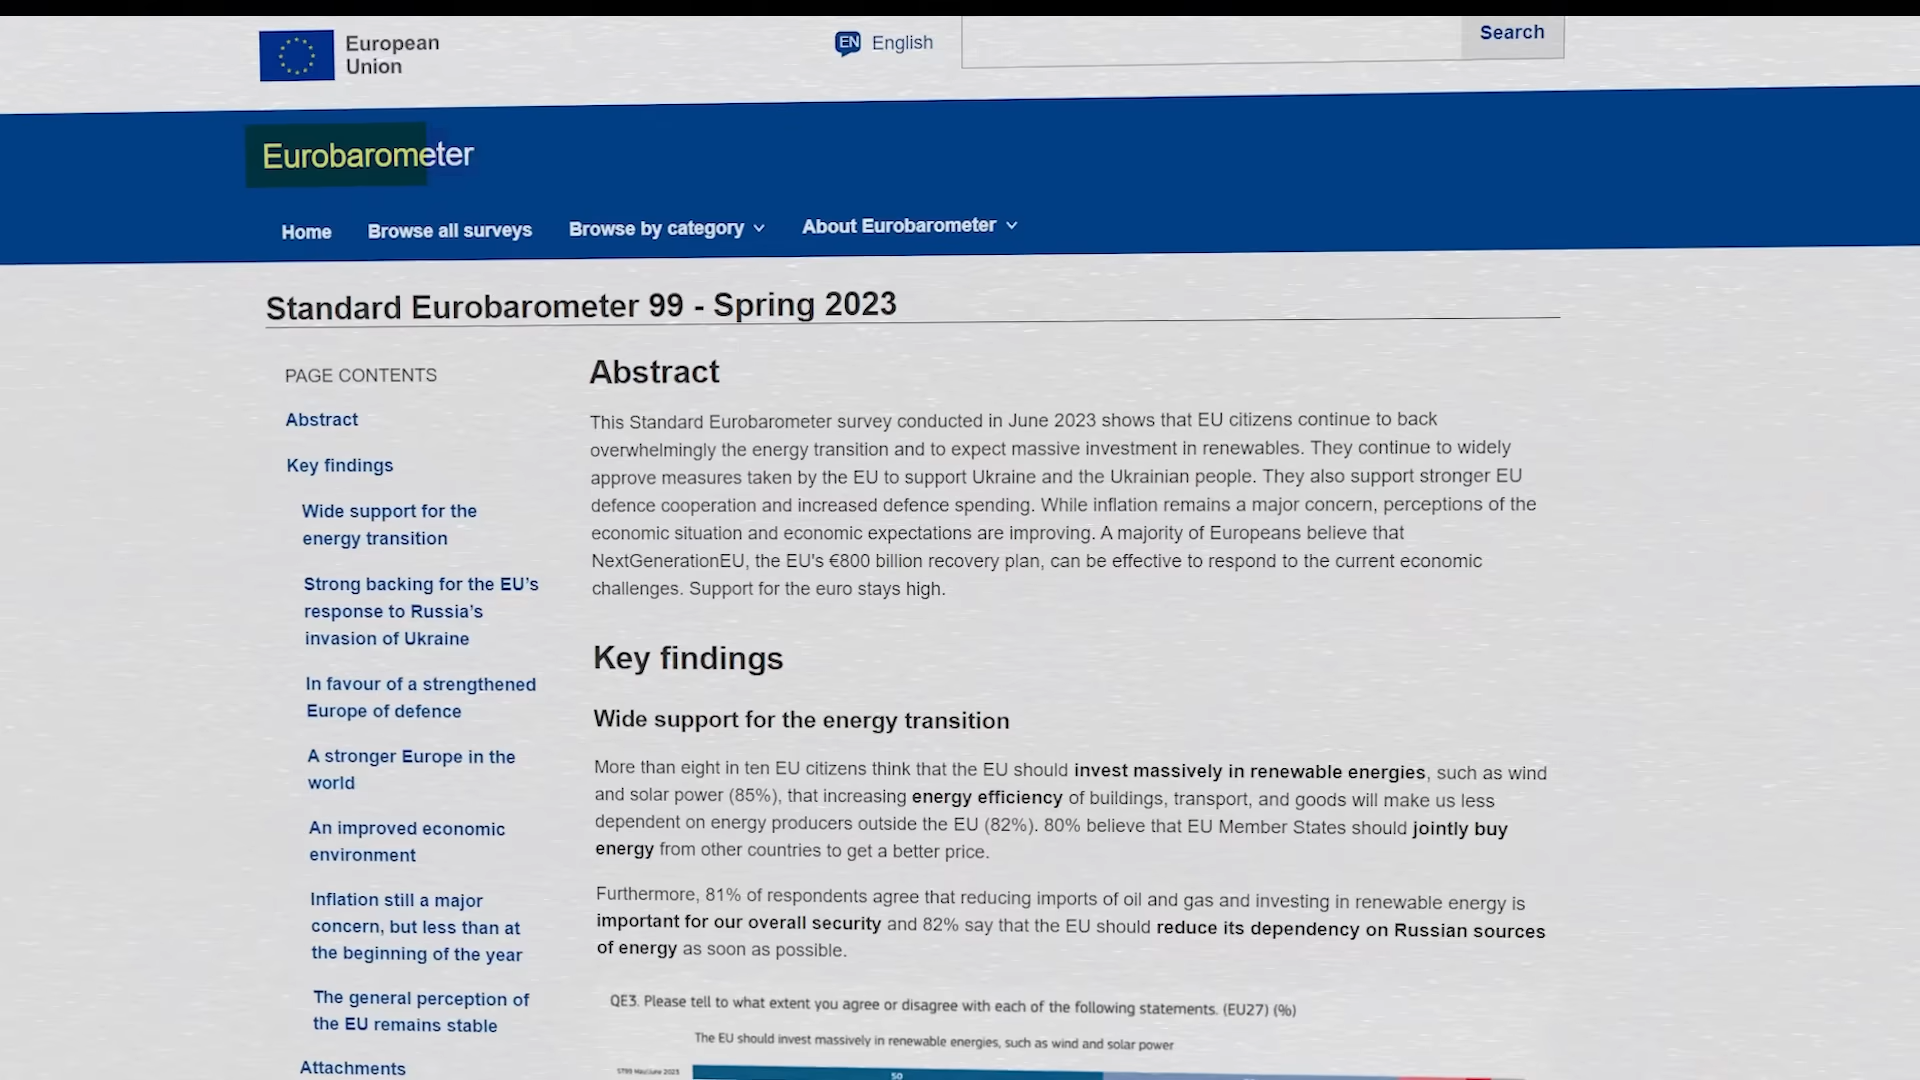 European
Union
EN English
Search
Eurobarometer
Home Browse all surveys Browse by category About Eurobarometer
Standard Eurobarometer 99 - Spring 2023
PAGE CONTENTS
Abstract
Key findings
Wide support for the
energy transition
Strong backing for the EU’s
response to Russia’s
invasion of Ukraine
In favour of a strengthened
Europe of defence
A stronger Europe in the
world
An improved economic
environment
Inflation still a major
concern, but less than at
the beginning of the year
The general perception of
the EU remains stable
Attachments
Abstract
This Standard Eurobarometer survey conducted in June 2023 shows that EU citizens continue to back
overwhelmingly the energy transition and to expect massive investment in renewables. They continue to widely
approve measures taken by the EU to support Ukraine and the Ukrainian people. They also support stronger EU
defence cooperation and increased defence spending. While inflation remains a major concern, perceptions of the
economic situation and economic expectations are improving. A majority of Europeans believe that
NextGenerationEU, the EU's €800 billion recovery plan, can be effective to respond to the current economic
challenges. Support for the euro stays high.
Key findings
Wide support for the energy transition
More than eight in ten EU citizens think that the EU should invest massively in renewable energies, such as wind
and solar power (85%), that increasing energy efficiency of buildings, transport, and goods will make us less
dependent on energy producers outside the EU (82%). 80% believe that EU Member States should jointly buy
energy from other countries to get a better price.
Furthermore, 81% of respondents agree that reducing imports of oil and gas and investing in renewable energy is
important for our overall security and 82% say that the EU should reduce its dependency on Russian sources
of energy as soon as possible.
QE3. Please tell to what extent you agree or disagree with each of the following statements. (EU27) (%)
The EU should invest massively in renewable energies, such as wind and solar power
50